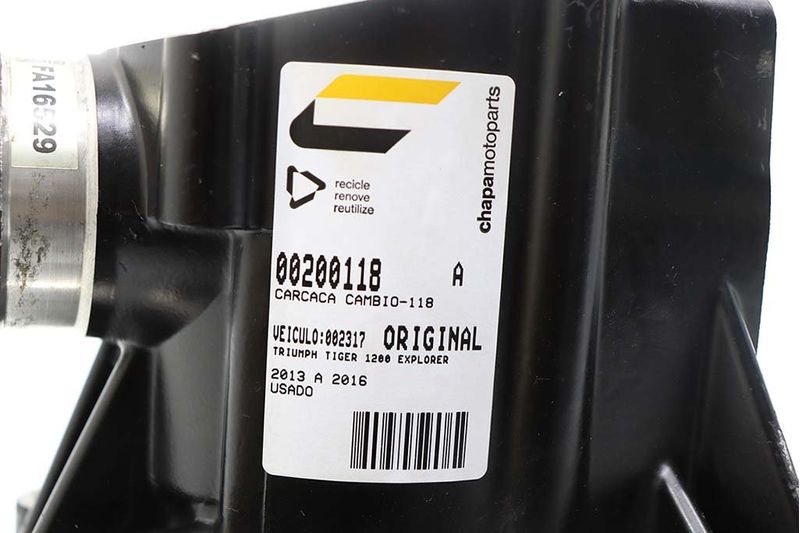 FA16529
recicle
renove
reutilize
chapamotoparts
00200118 A
CARCACA CAMBIO-118
VEICULO:002317 ORIGINAL
TRIUMPH TIGER 1200 EXPLORER
2013 A 2016
USADO